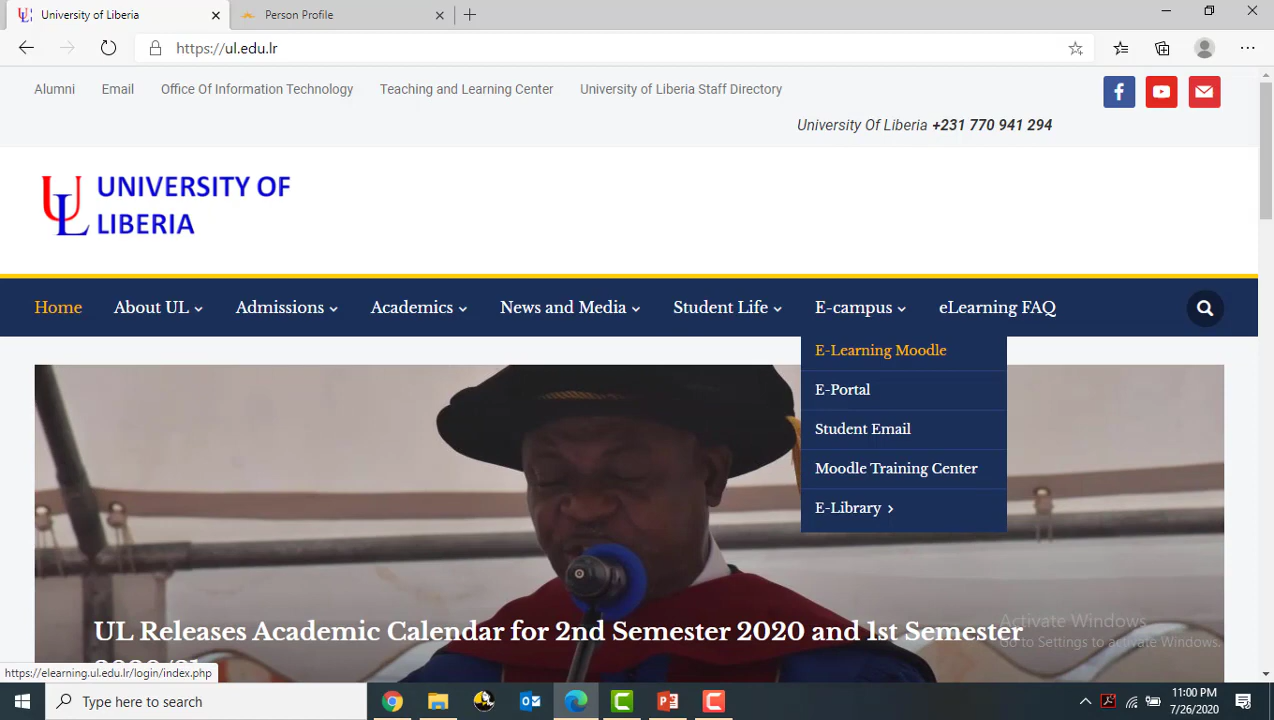 University of Liberia
Person Profile
https://ul.edu.lr
Alumni Email Office Of Information Technology Teaching and Learning Center University of Liberia Staff Directory
University Of Liberia +231 770 941 294
UNIVERSITY OF
LIBERIA
Home About UL Admissions Academics News and Media Student Life E-campus eLearning FAQ
E-Learning Moodle
E-Portal
Student Email
Moodle Training Center
E-Library
UL Releases Academic Calendar for 2nd Semester 2020 and 1st Semester
Activate Windows
Go to Settings to activate Windows.
https://elearning.ul.edu.lr/login/index.php
Type here to search
11:00 PM
7/26/2020